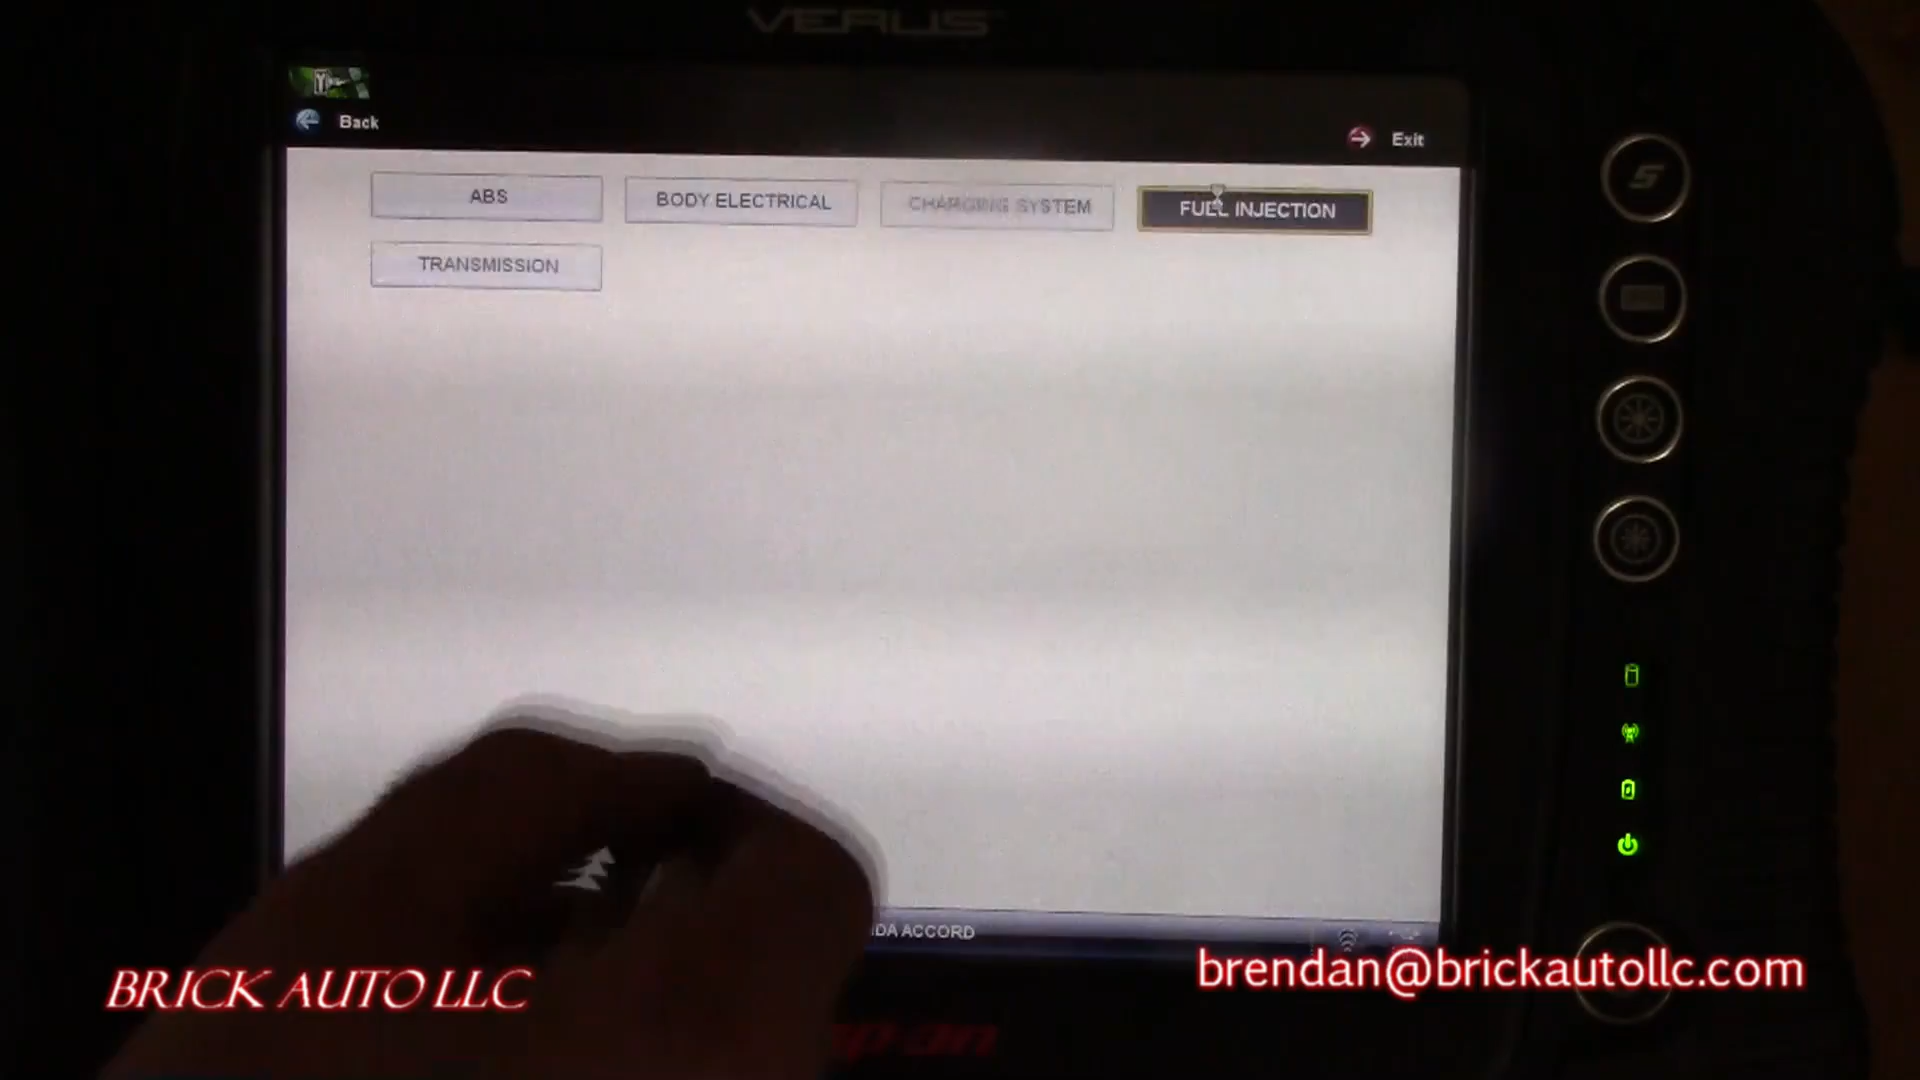 VERUS
Back
Exit
ABS
BODY ELECTRICAL
CHARGING SYSTEM
FUEL INJECTION
TRANSMISSION
DA ACCORD
BRICK AUTO LLC
brendan@brickautollc.com